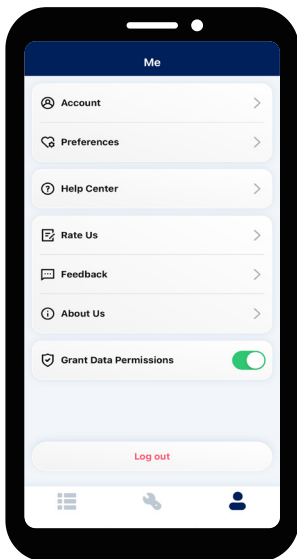 Me
Account
Preferences
Help Center
Rate Us
Feedback
About Us
Grant Data Permissions
Log out